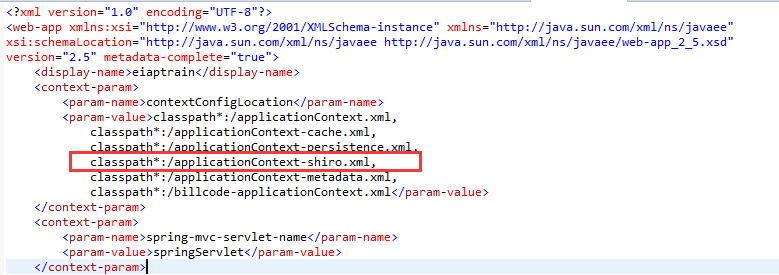 <?xml version="1.0" encoding="UTF-8"?>
<web-app xmlns:xsi="http://www.w3.org/2001/XMLSchema-instance" xmlns="http://java.sun.com/xml/ns/javaee"
xsi:schemaLocation="http://java.sun.com/xml/ns/javaee http://java.sun.com/xml/ns/javaee/web-app_2_5.xsd"
version="2.5" metadata-complete="true">
    <display-name>eiaptrain</display-name>
    <context-param>
        <param-name>contextConfigLocation</param-name>
        <param-value>classpath*:/applicationContext.xml,
            classpath*:/applicationContext-cache.xml,
            classpath*:/applicationContext-persistence.xml,
            classpath*:/applicationContext-shiro.xml,
            classpath*:/applicationContext-metadata.xml,
            classpath*:/billcode-applicationContext.xml</param-value>
    </context-param>
    <context-param>
        <param-name>spring-mvc-servlet-name</param-name>
        <param-value>springServlet</param-value>
    </context-param>